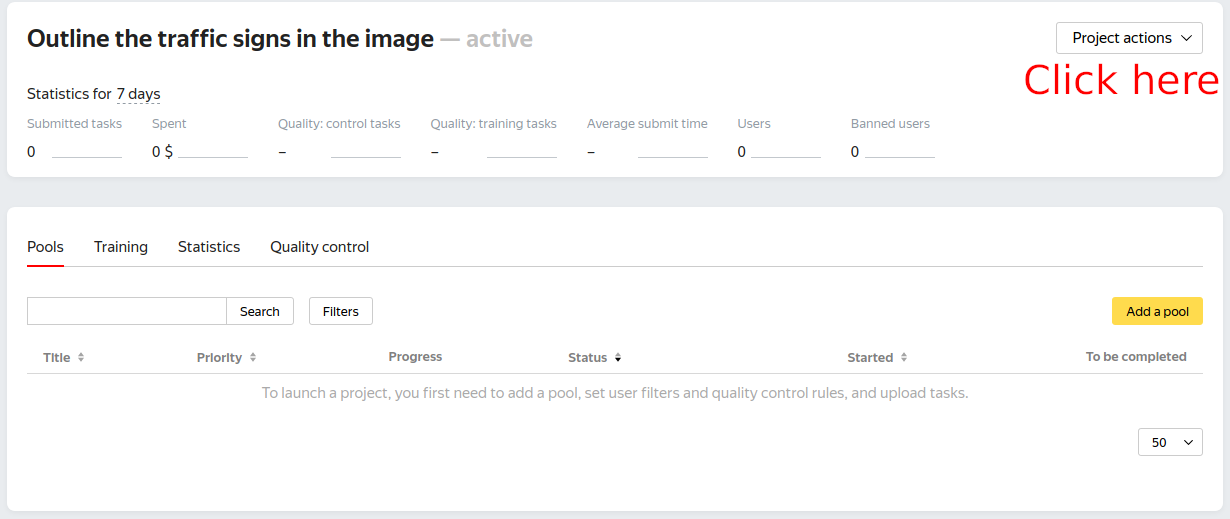 Outline the traffic signs in the image — active
Project actions
Click here
Statistics for 7 days
Submitted tasks Spent Quality: control tasks Quality: training tasks Average submit time Users Banned users
0 0 $ – – – 0 0
Pools Training Statistics Quality control
Search Filters Add a pool
Title Priority Progress Status Started To be completed
To launch a project, you first need to add a pool, set user filters and quality control rules, and upload tasks.
50